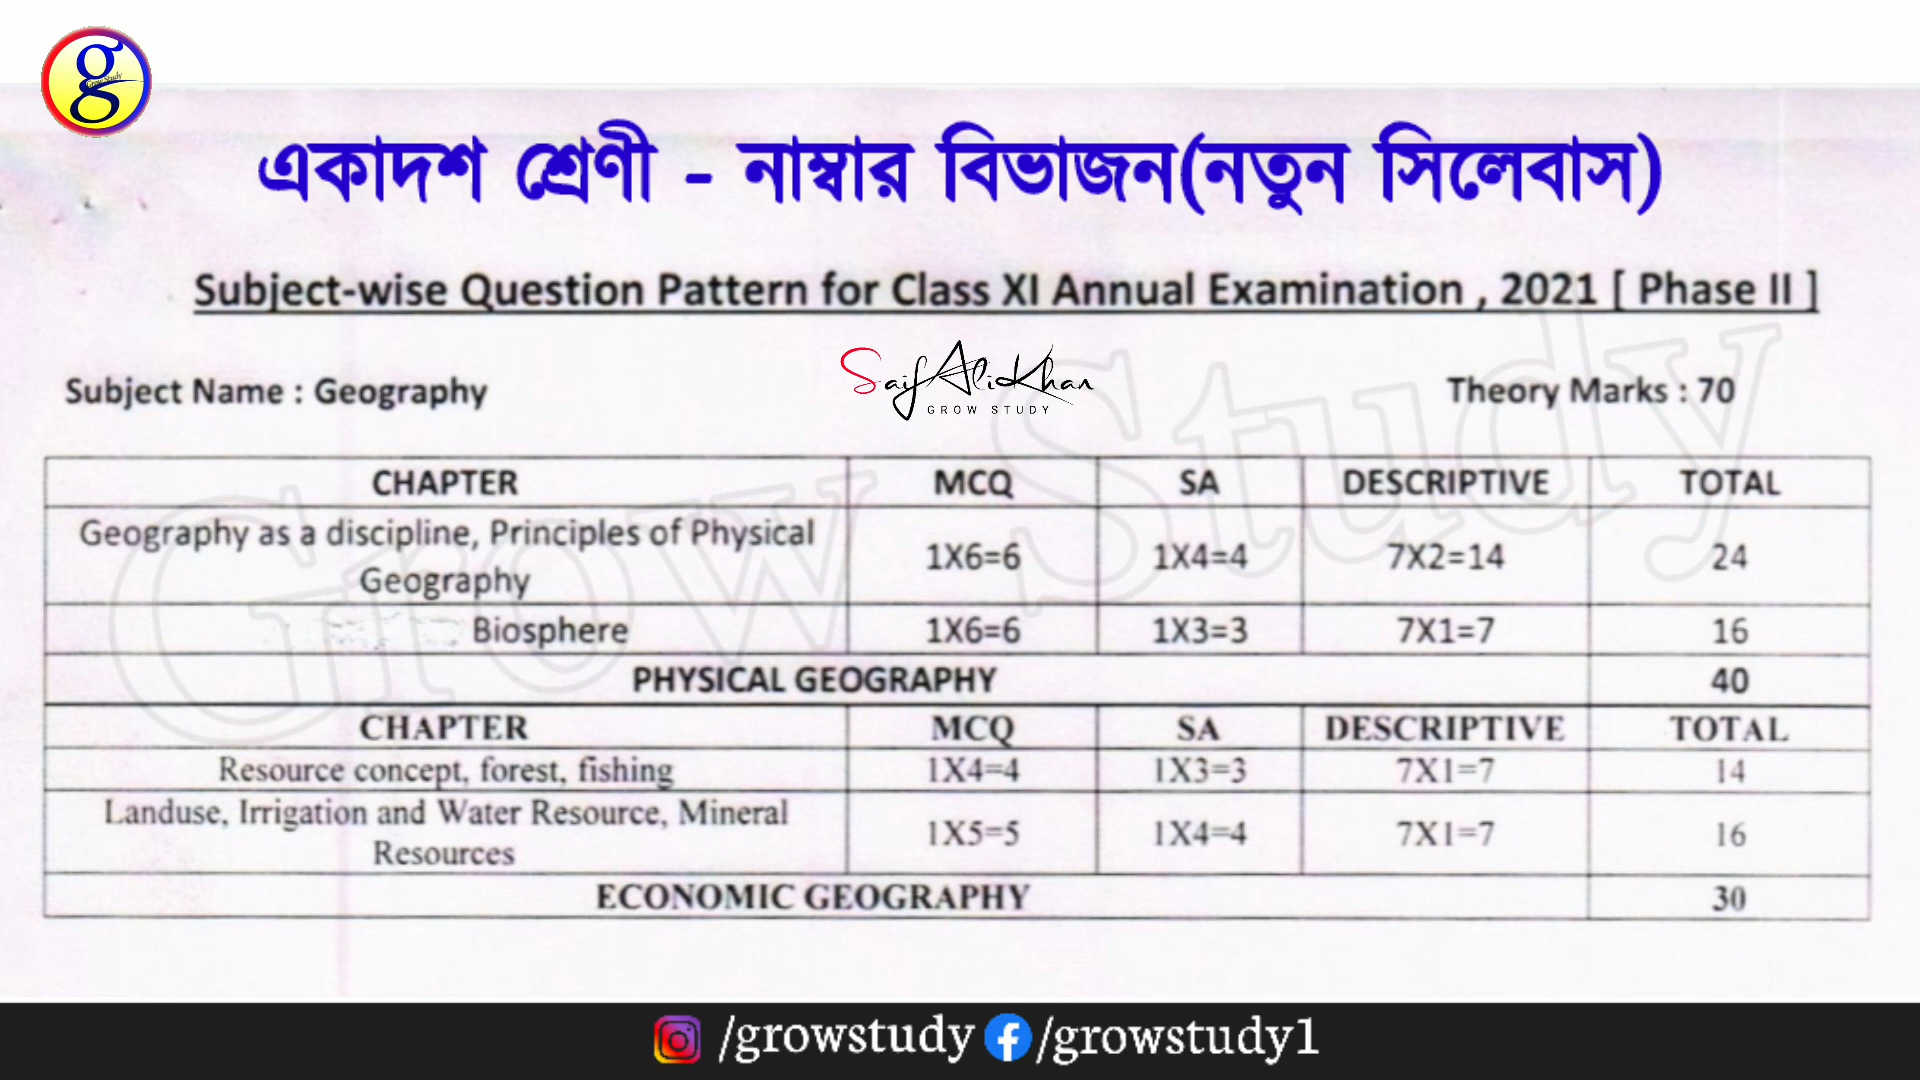 g
Grow Study
একাদশ শ্রেণী - নাম্বার বিভাজন(নতুন সিলেবাস)
Subject-wise Question Pattern for Class XI Annual Examination , 2021 [ Phase II ]
Saif Ali Khan
GROW STUDY
Subject Name : Geography
Theory Marks : 70
CHAPTER MCQ SA DESCRIPTIVE TOTAL
Geography as a discipline, Principles of Physical
Geography 1X6=6 1X4=4 7X2=14 24
Biosphere 1X6=6 1X3=3 7X1=7 16
PHYSICAL GEOGRAPHY 40
CHAPTER MCQ SA DESCRIPTIVE TOTAL
Resource concept, forest, fishing 1X4=4 1X3=3 7X1=7 14
Landuse, Irrigation and Water Resource, Mineral
Resources 1X5=5 1X4=4 7X1=7 16
ECONOMIC GEOGRAPHY 30
Grow Study
/growstudy /growstudy1